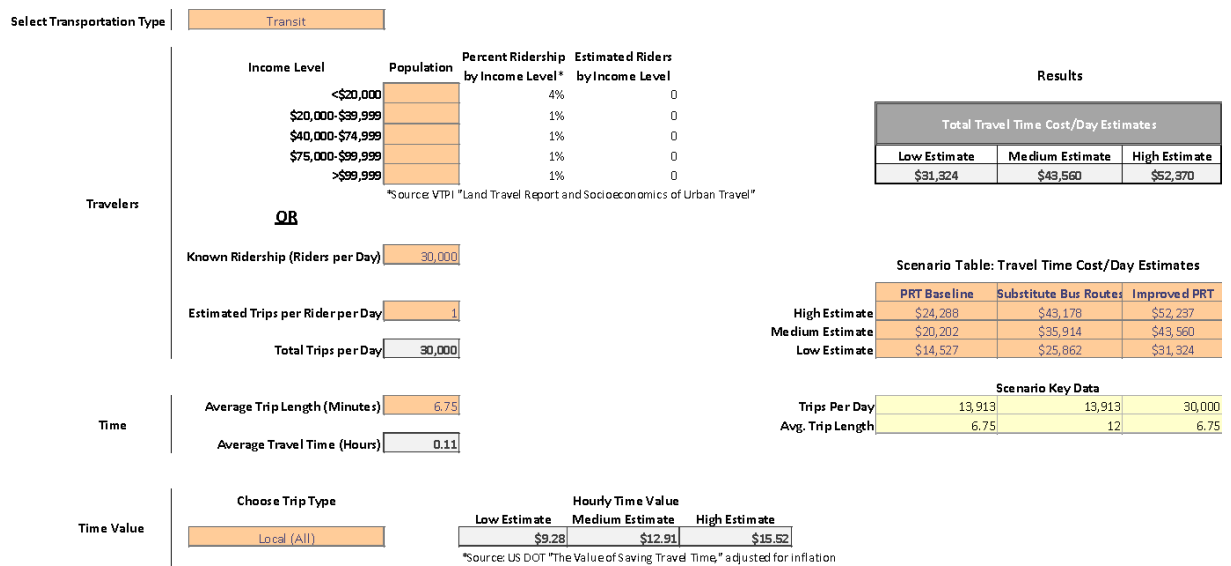 Select Transportation Type Transit
Income Level Population Percent Ridership by Income Level* Estimated Riders by Income Level
<$20,000 4% 0
$20,000-$39,999 1% 0
$40,000-$74,999 1% 0
$75,000-$99,999 1% 0
>$99,999 1% 0
*Source: VTPI "Land Travel Report and Socioeconomics of Urban Travel"
Travelers
OR
Known Ridership (Riders per Day) 30,000
Estimated Trips per Rider per Day 1
Total Trips per Day 30,000
Results
Total Travel Time Cost/Day Estimates
Low Estimate Medium Estimate High Estimate
$31,324 $43,560 $52,370
Scenario Table: Travel Time Cost/Day Estimates
PRT Baseline Substitute Bus Routes Improved PRT
High Estimate $24,288 $43,178 $52,237
Medium Estimate $20,202 $35,914 $43,560
Low Estimate $14,527 $25,862 $31,324
Scenario Key Data
Trips Per Day 13,913 13,913 30,000
Avg. Trip Length 6.75 12 6.75
Time
Average Trip Length (Minutes) 6.75
Average Travel Time (Hours) 0.11
Time Value
Choose Trip Type
Local (All)
Hourly Time Value
Low Estimate Medium Estimate High Estimate
$9.28 $12.91 $15.52
*Source: US DOT "The Value of Saving Travel Time," adjusted for inflation